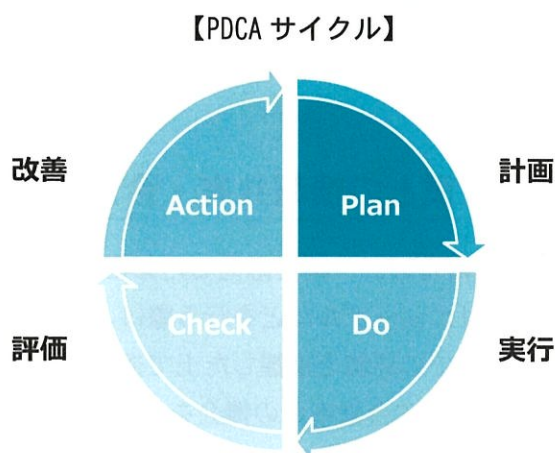 【PDCA サイクル】
改善
Action
Plan
計画
評価
Check
Do
実行